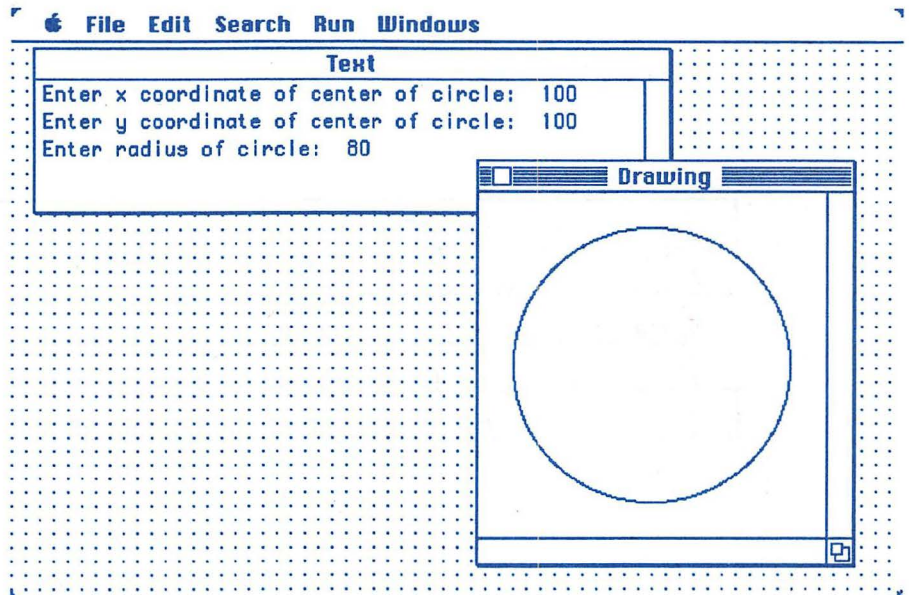 File Edit Search Run Windows
Text
Enter x coordinate of center of circle: 100
Enter y coordinate of center of circle: 100
Enter radius of circle: 80
Drawing